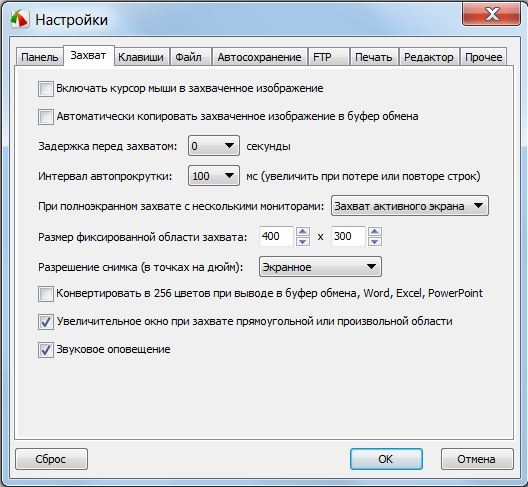 Настройки
Панель Захват Клавиши Файл Автосохранение FTP Печать Редактор Прочее
Включать курсор мыши в захваченное изображение
Автоматически копировать захваченное изображение в буфер обмена
Задержка перед захватом: 0 секунды
Интервал автопрокрутки: 100 мс (увеличить при потере или повторе строк)
При полноэкранном захвате с несколькими мониторами: Захват активного экрана
Размер фиксированной области захвата: 400 x 300
Разрешение снимка (в точках на дюйм): Экранное
Конвертировать в 256 цветов при выводе в буфер обмена, Word, Excel, PowerPoint
Увеличительное окно при захвате прямоугольной или произвольной области
Звуковое оповещение
Сброс OK Отмена